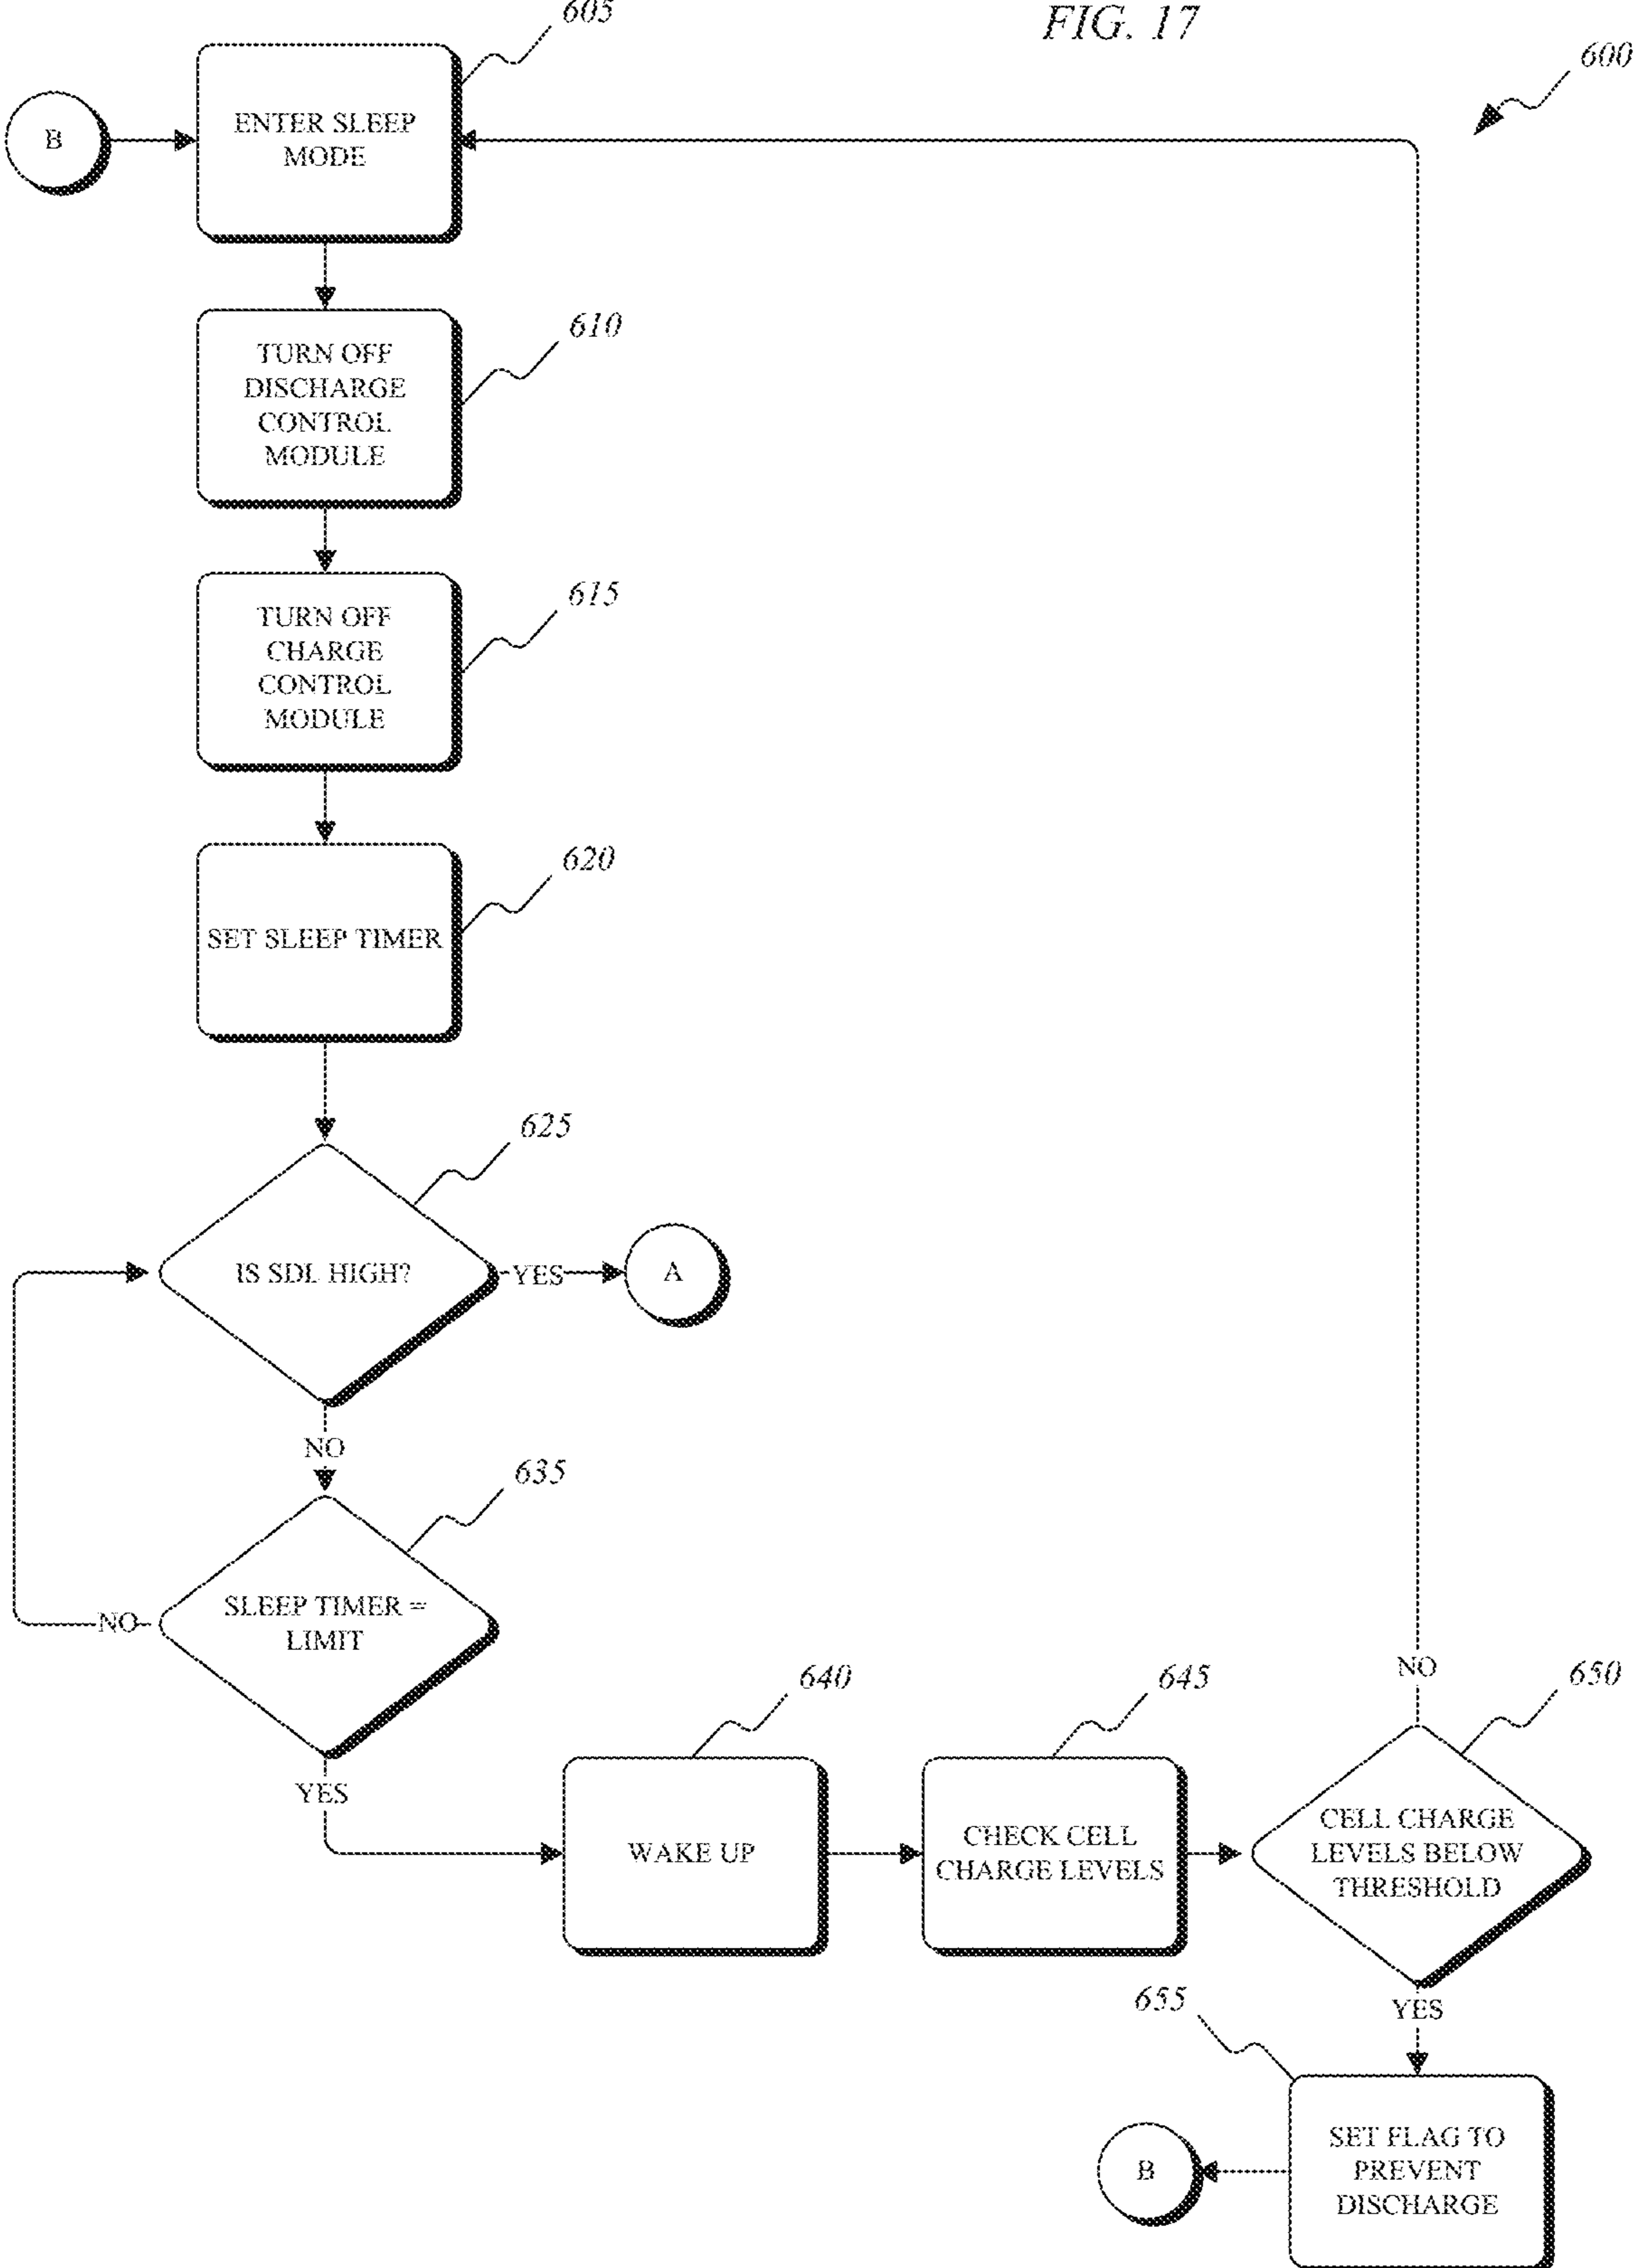 FIG. 17
605
600
B
ENTER SLEEP
MODE
610
TURN OFF
DISCHARGE
CONTROL
MODULE
615
TURN OFF
CHARGE
CONTROL
MODULE
620
SET SLEEP TIMER
625
IS SDL HIGH?
YES
A
NO
635
SLEEP TIMER =
LIMIT
NO
YES
640
WAKE UP
645
CHECK CELL
CHARGE LEVELS
NO
650
CELL CHARGE
LEVELS BELOW
THRESHOLD
YES
655
SET FLAG TO
PREVENT
DISCHARGE
B